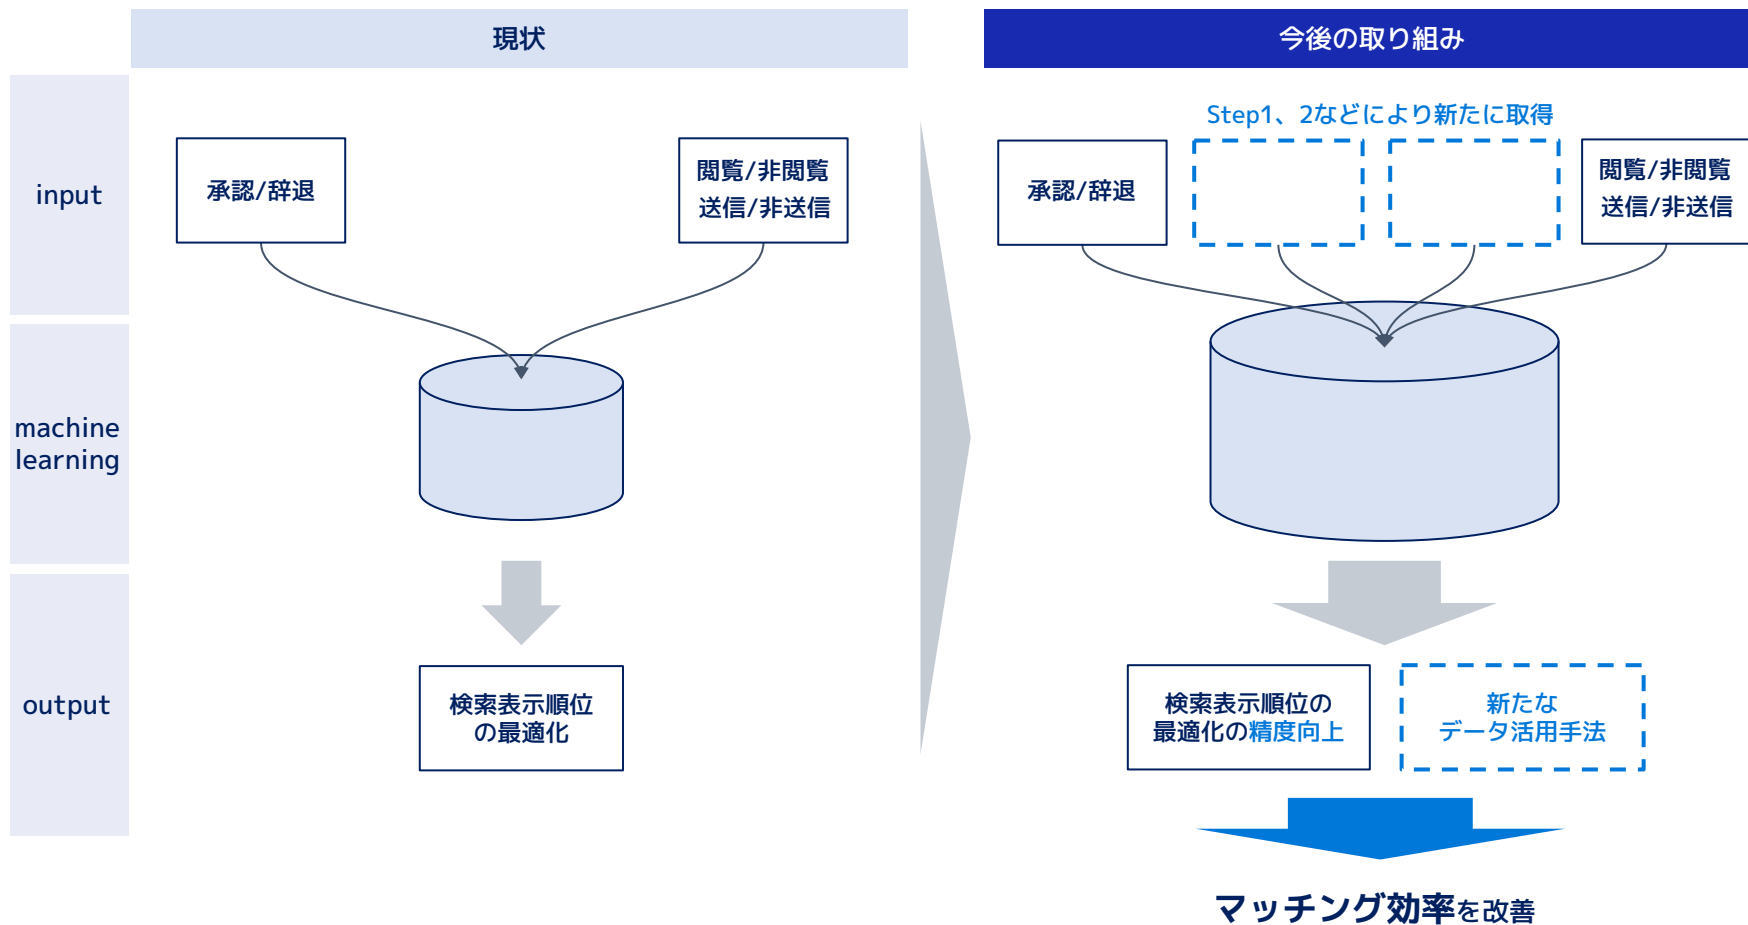 現状
今後の取り組み
input
承認/辞退
閲覧/非閲覧
送信/非送信
Step1、2などにより新たに取得
承認/辞退
閲覧/非閲覧
送信/非送信
machine
learning
output
検索表示順位
の最適化
検索表示順位の
最適化の精度向上
新たな
データ活用手法
マッチング効率を改善